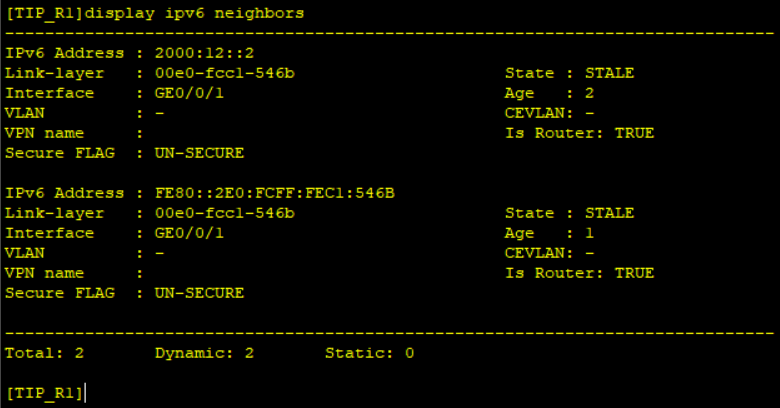 [TIP_R1]display ipv6 neighbors
-----------------------------------------------------------------------------
IPv6 Address : 2000:12::2
Link-layer   : 00e0-fcc1-546b                     State : STALE
Interface    : GE0/0/1                            Age   : 2
VLAN         : -                                  CEVLAN: -
VPN name     :                                    Is Router: TRUE
Secure FLAG  : UN-SECURE

IPv6 Address : FE80::2E0:FCFF:FEC1:546B
Link-layer   : 00e0-fcc1-546b                     State : STALE
Interface    : GE0/0/1                            Age   : 1
VLAN         : -                                  CEVLAN: -
VPN name     :                                    Is Router: TRUE
Secure FLAG  : UN-SECURE

-----------------------------------------------------------------------------
Total: 2       Dynamic: 2       Static: 0

[TIP_R1]